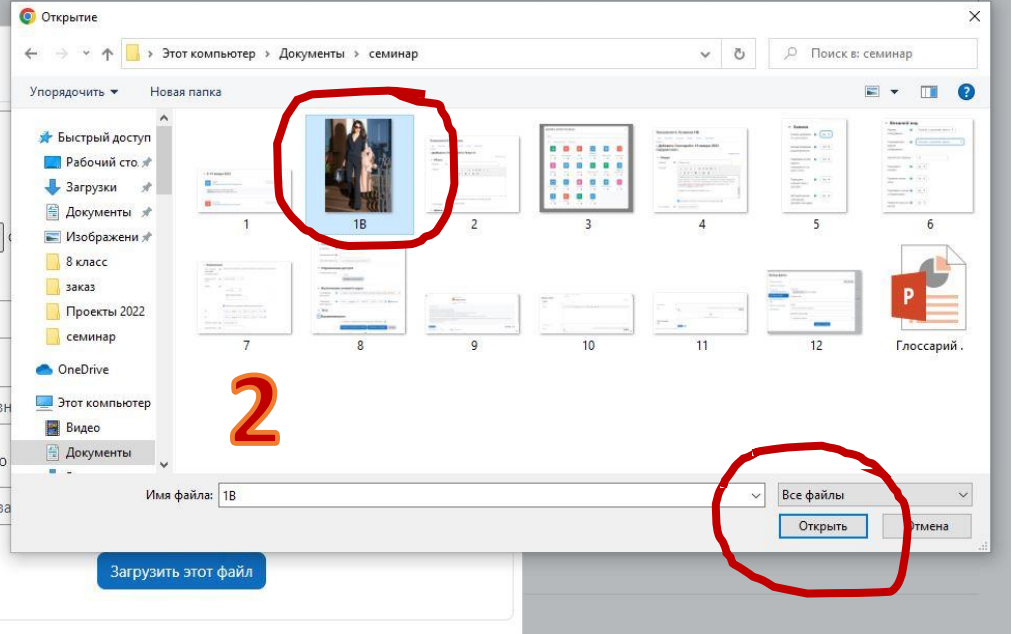 Открытие
Этот компьютер > Документы > семинар
Поиск в: семинар
Упорядочить
Новая папка
Быстрый доступ
Рабочий сто.
Загрузки
Документы
Изображени
8 класс
заказ
Проекты 2022
семинар
OneDrive
Этот компьютер
Видео
Документы
1
1В
2
3
4
5
6
7
8
9
10
11
12
P
Глоссарий .
2
Имя файла: 1В
Все файлы
Открыть
Отмена
Загрузить этот файл